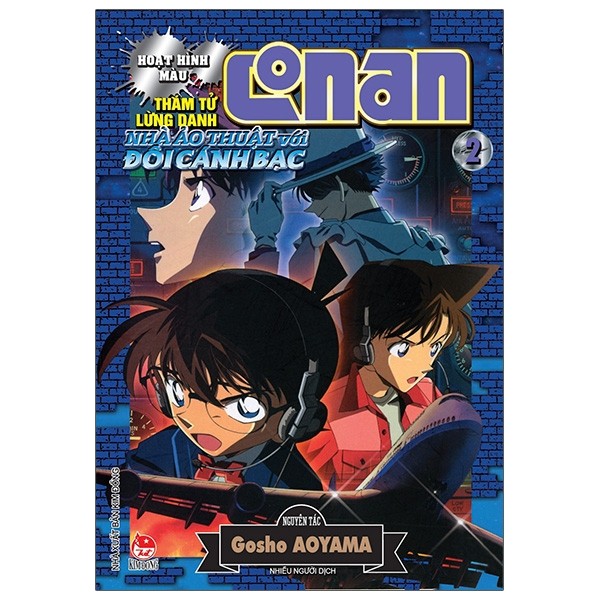 HOẠT HÌNH
MÀU
Conan
THÁM TỬ
LỪNG DANH
NHÀ ẢO THUẬT với
ĐÔI CÁNH BẠC
2
NGUYÊN TÁC
Gosho AOYAMA
NHIỀU NGƯỜI DỊCH
NHÀ XUẤT BẢN KIM ĐỒNG
KIM ĐỒNG